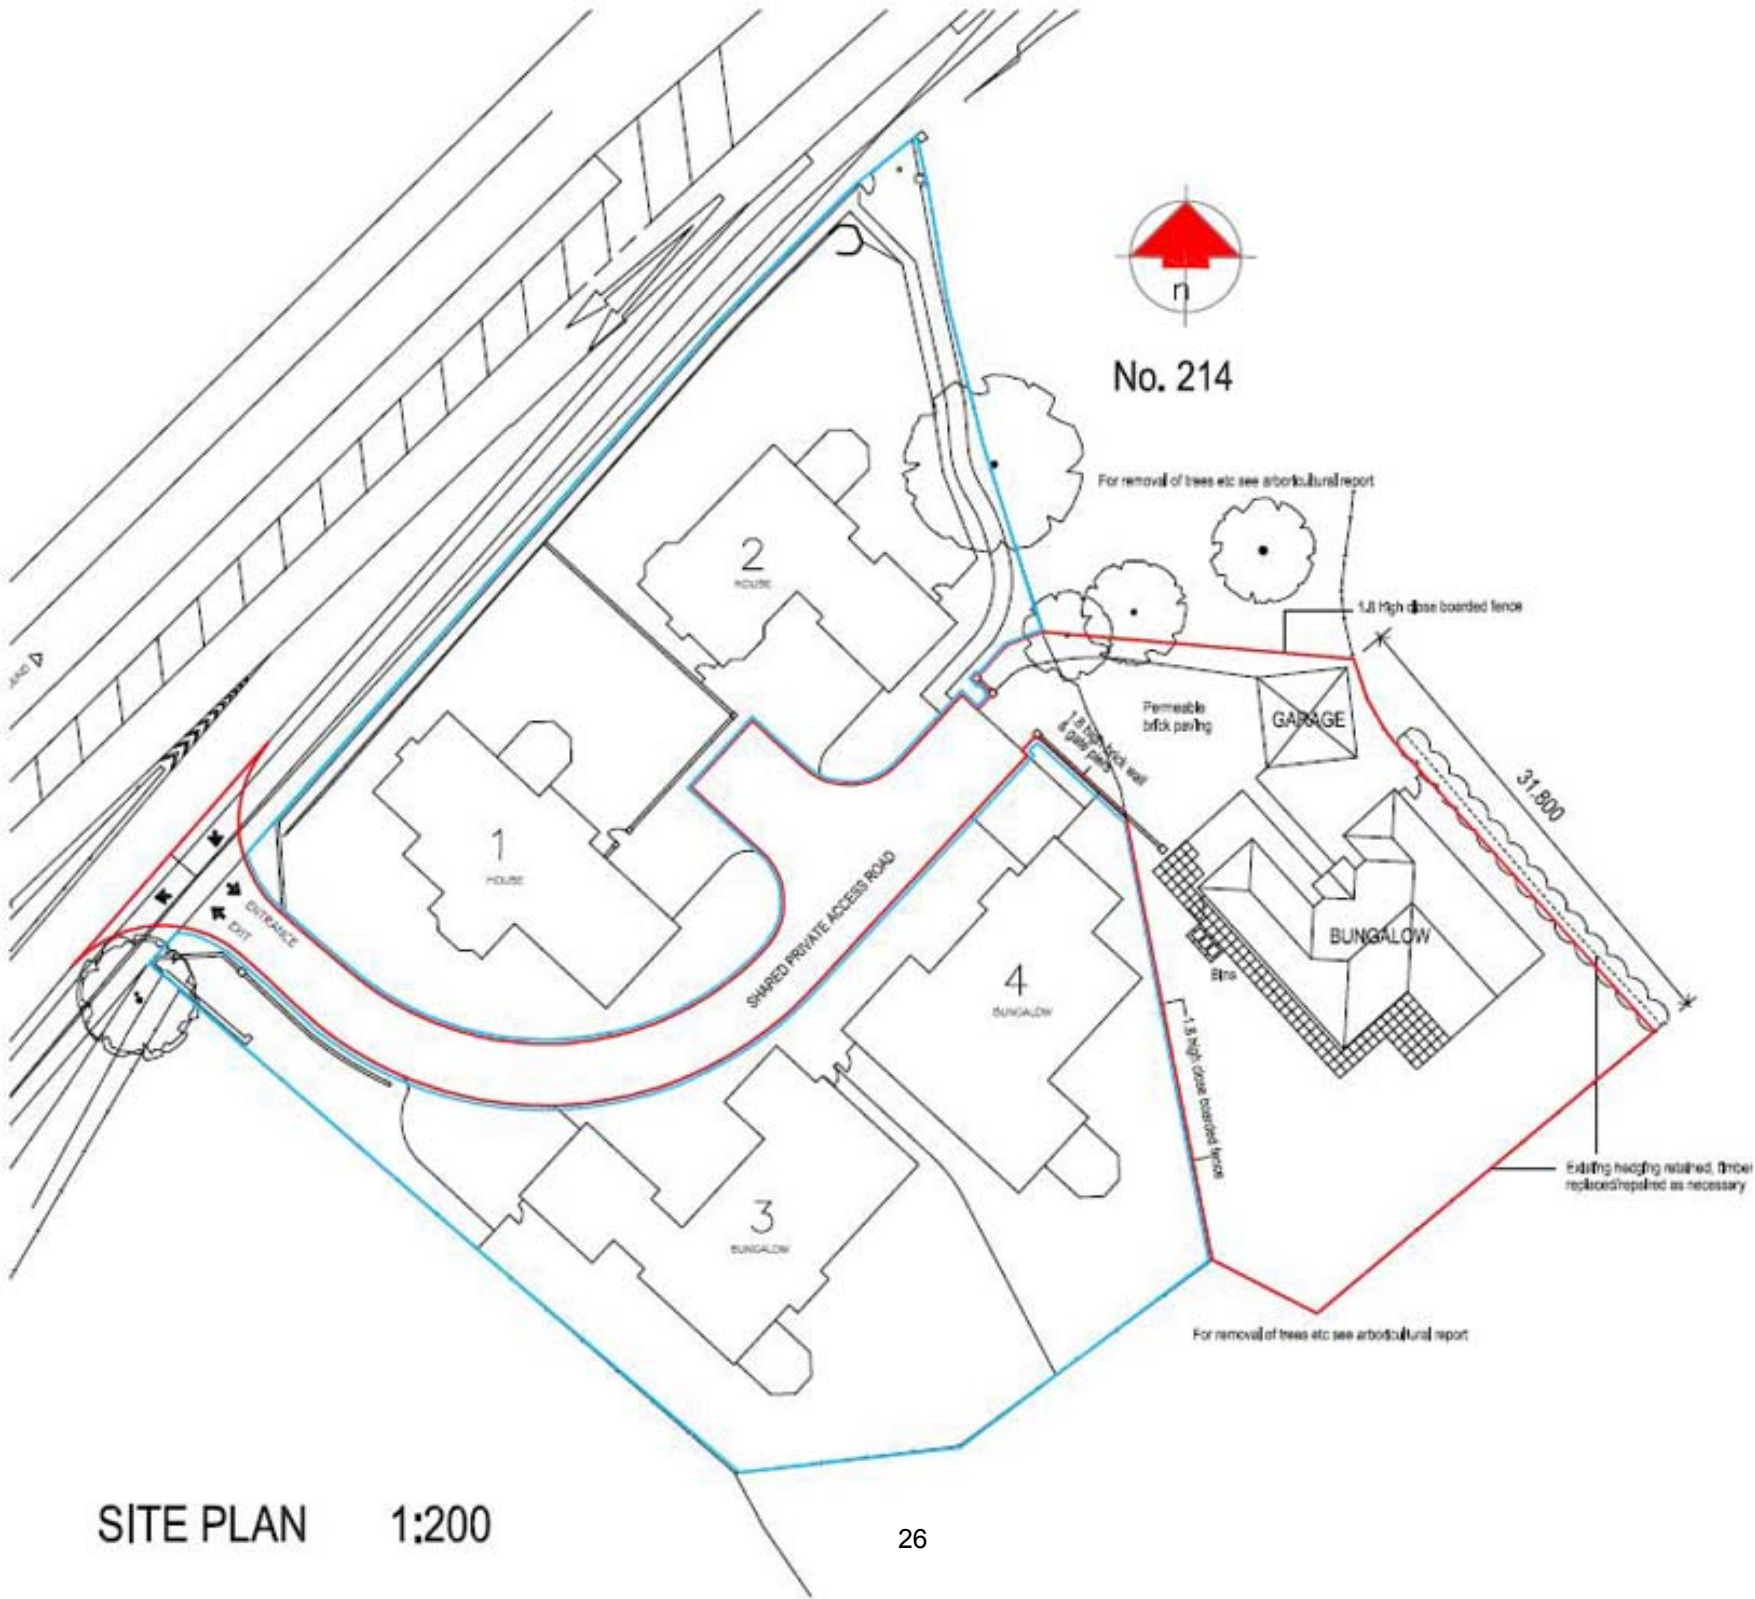 n
No. 214
For removal of trees etc see arboricultural report
2
HOUSE
1.8 high close boarded fence
Permeable
brick paving
GARAGE
1.8 high brick wall
& gate piers
31.800
1
HOUSE
SHARED PRIVATE ACCESS ROAD
ENTRANCE
EXIT
BUNGALOW
Bins
4
BUNGALOW
1.8 high close boarded fence
Existing hedging retained, timber
replaced/repaired as necessary
3
BUNGALOW
For removal of trees etc see arboricultural report
SITE PLAN 1:200
26